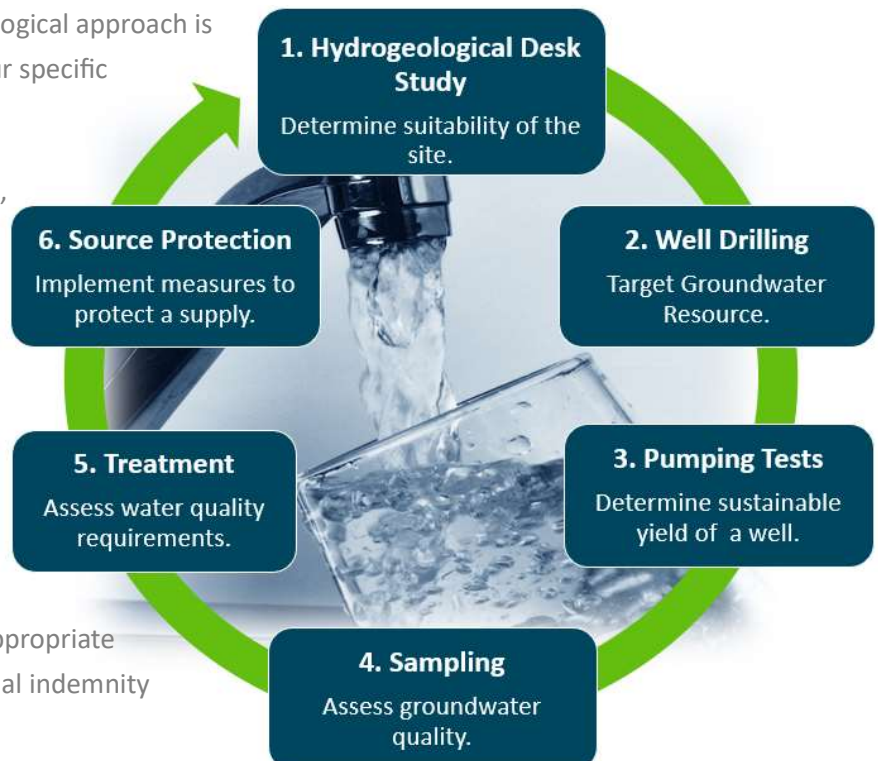 ological approach is
ur specific
,
1. Hydrogeological Desk
Study
Determine suitability of the
site.
2. Well Drilling
Target Groundwater
Resource.
3. Pumping Tests
Determine sustainable
yield of a well.
4. Sampling
Assess groundwater
quality.
5. Treatment
Assess water quality
requirements.
6. Source Protection
Implement measures to
protect a supply.
ppropriate
al indemnity